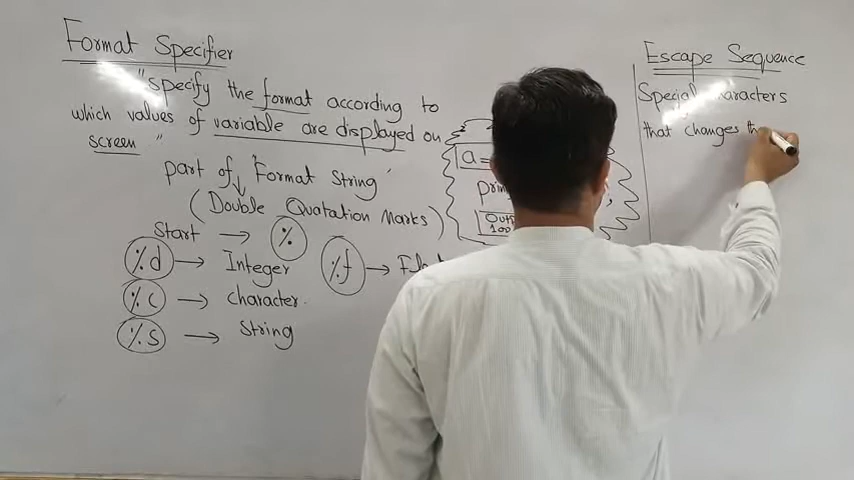 Format Specifier
"specify the format according to
which values of variable are displayed on
screen"
part of 'Format String'
(Double Quatation Marks)
Start → %
%d → Integer
%f →
%c → character.
%s → String
a =
100
Escape Sequence
Special
that changes